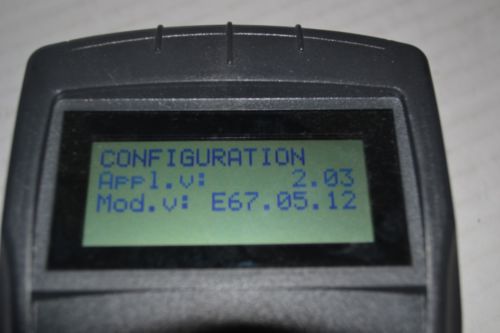 CONFIGURATION
Appl.v: 2.03
Mod.v: E67.05.12